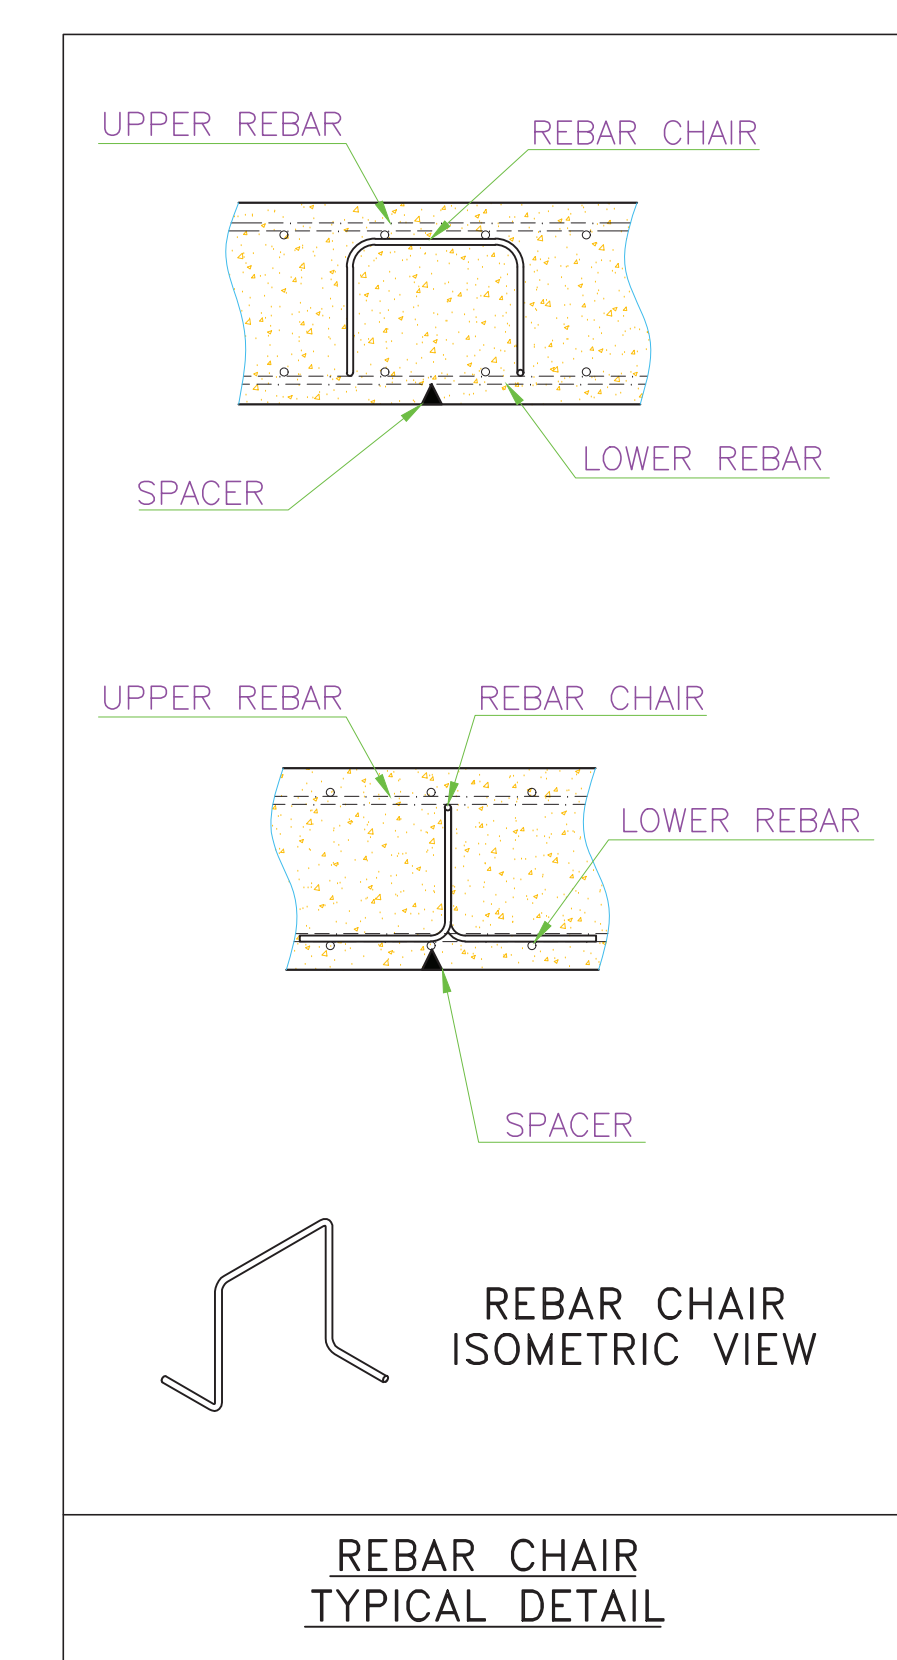 UPPER REBAR
REBAR CHAIR
LOWER REBAR
SPACER
UPPER REBAR
REBAR CHAIR
LOWER REBAR
SPACER
REBAR CHAIR
ISOMETRIC VIEW
REBAR CHAIR
TYPICAL DETAIL